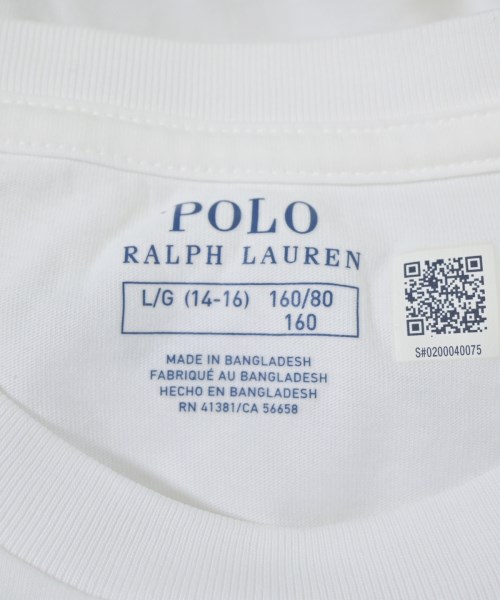 POLO
RALPH LAUREN
L/G (14-16) 160/80
160
MADE IN BANGLADESH
FABRIQUÉ AU BANGLADESH
HECHO EN BANGLADESH
RN 41381/CA 56658
S#0200040075